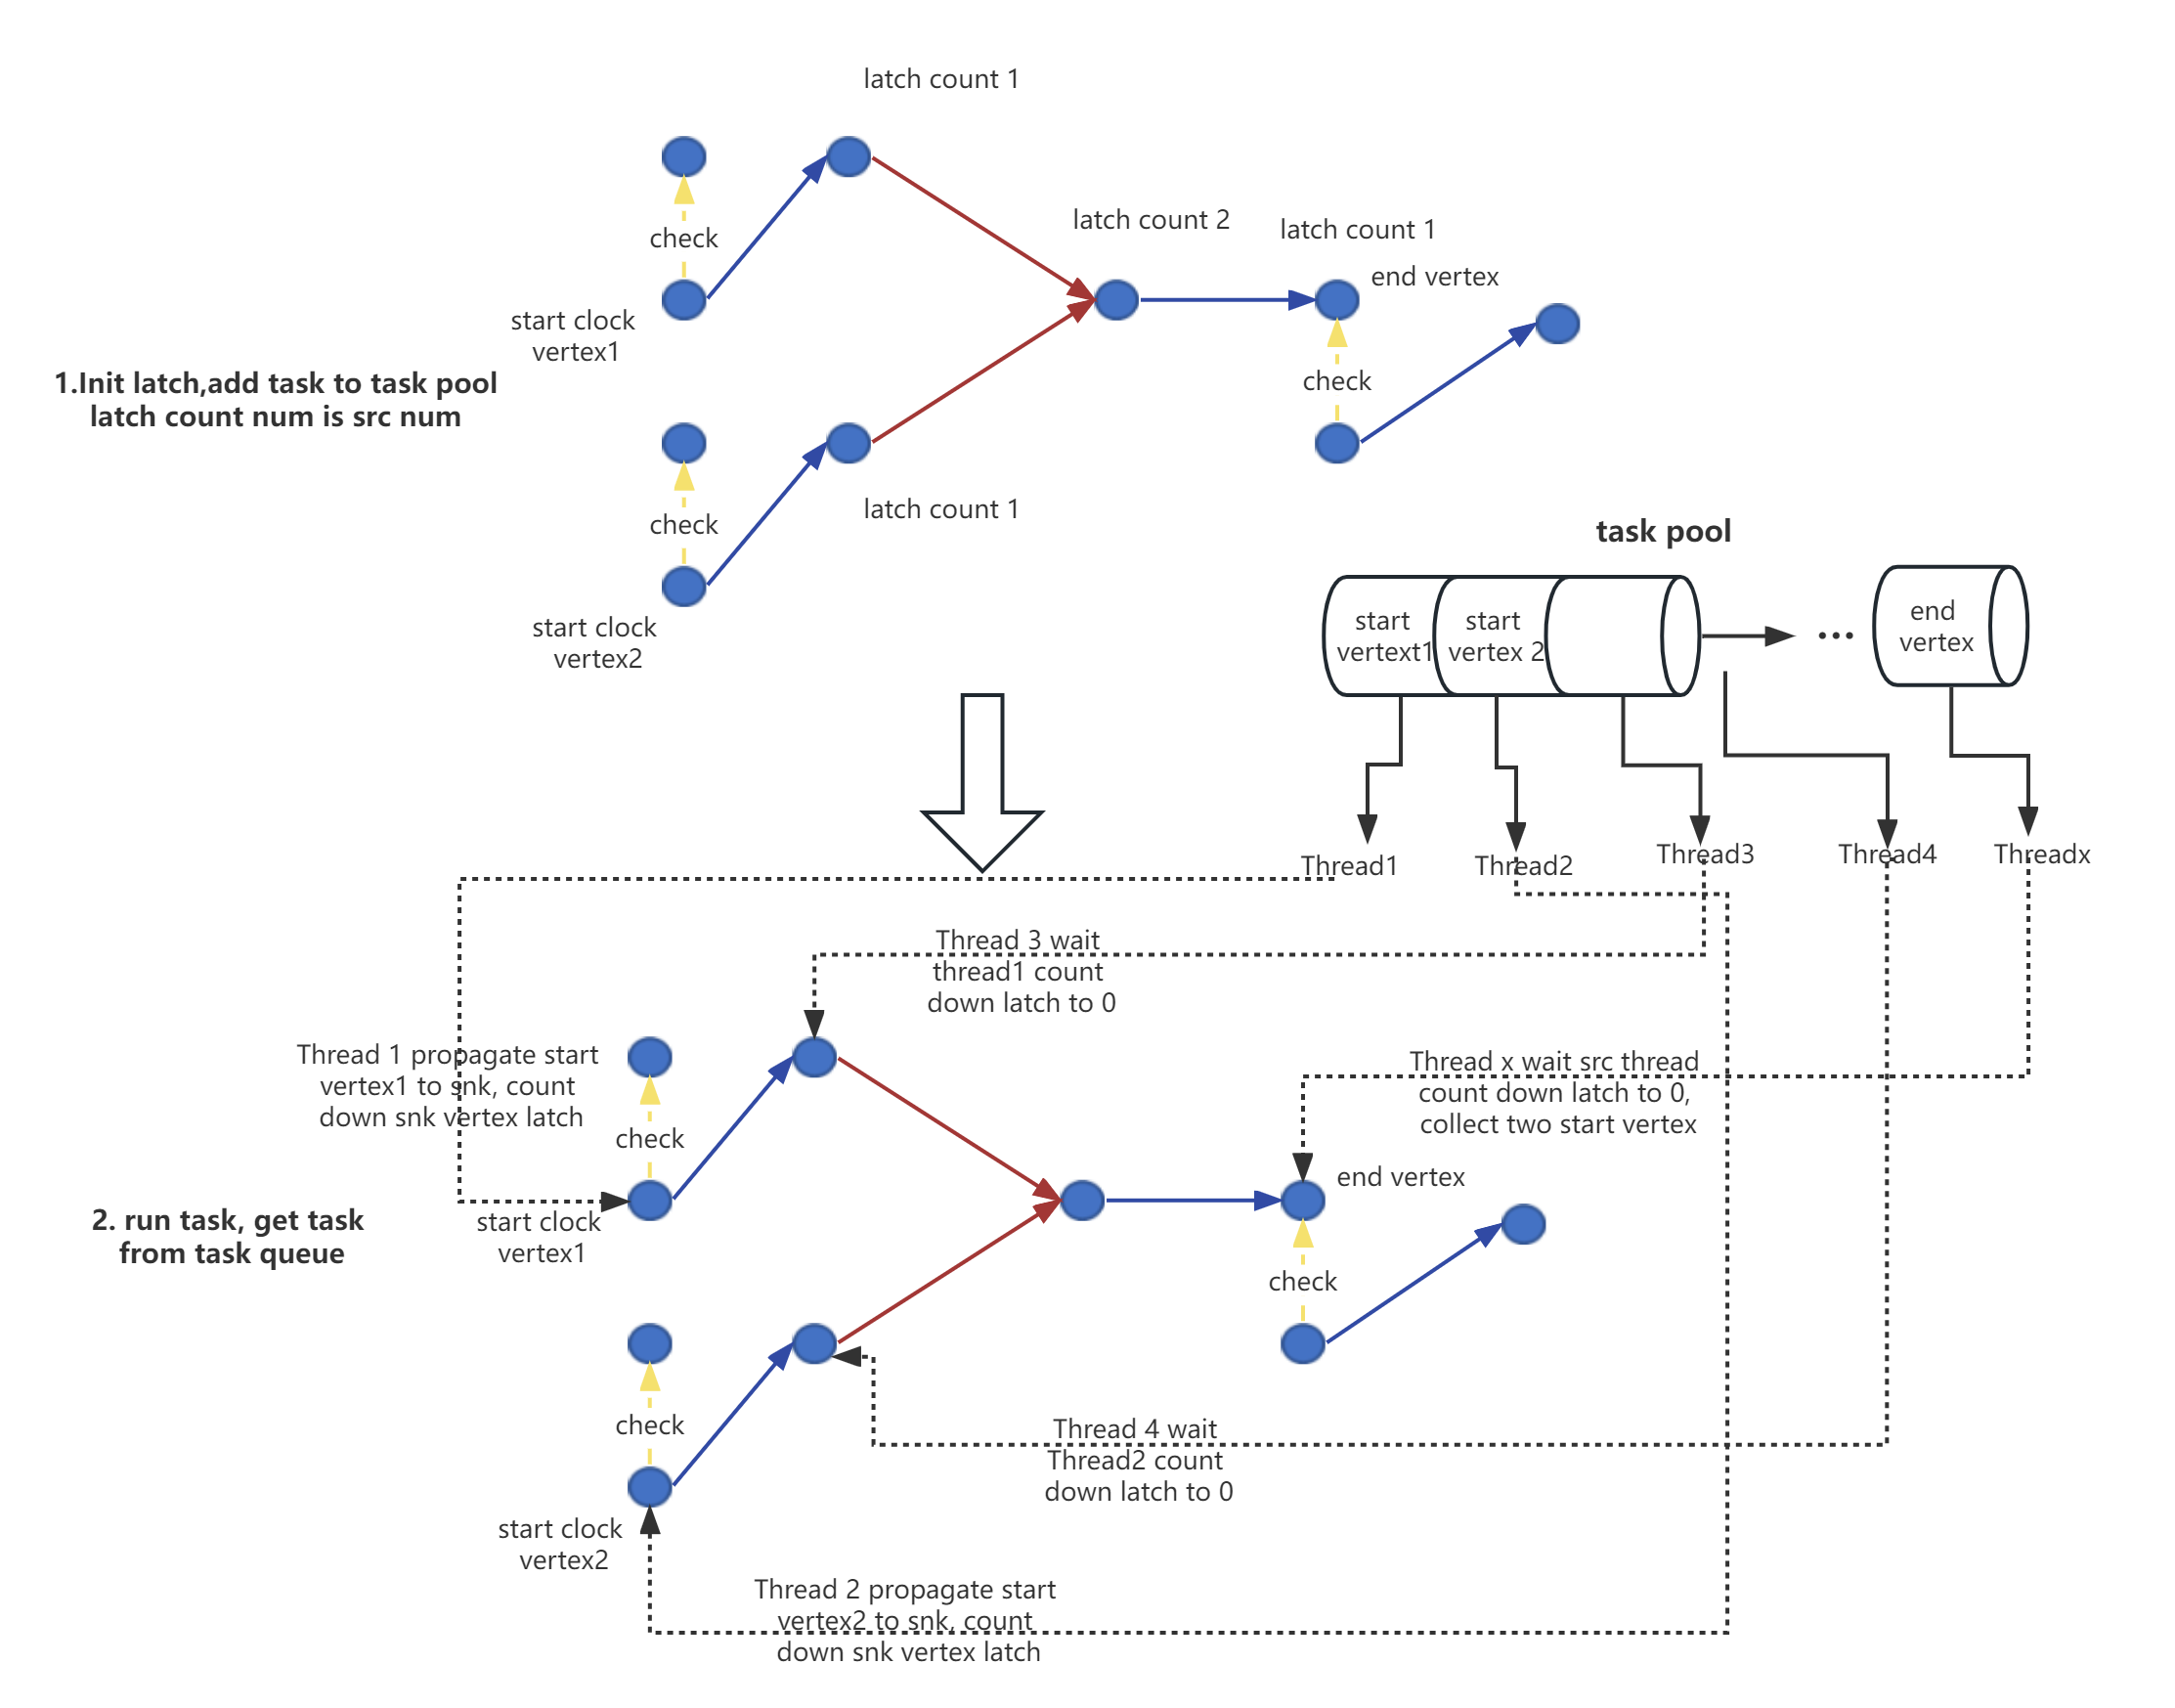 latch count 1
check
start clock
vertex1
latch count 2
latch count 1
end vertex
check
1.Init latch,add task to task pool
latch count num is src num
check
latch count 1
start clock
vertex2
task pool
start
vertext1
start
vertex 2
...
end
vertex
Thread1
Thread2
Thread3
Thread4
Threadx
Thread 3 wait
thread1 count
down latch to 0
Thread 1 propagate start
vertex1 to snk, count
down snk vertex latch
check
Thread x wait src thread
count down latch to 0,
collect two start vertex
end vertex
check
2. run task, get task
from task queue
start clock
vertex1
check
Thread 4 wait
Thread2 count
down latch to 0
start clock
vertex2
Thread 2 propagate start
vertex2 to snk, count
down snk vertex latch